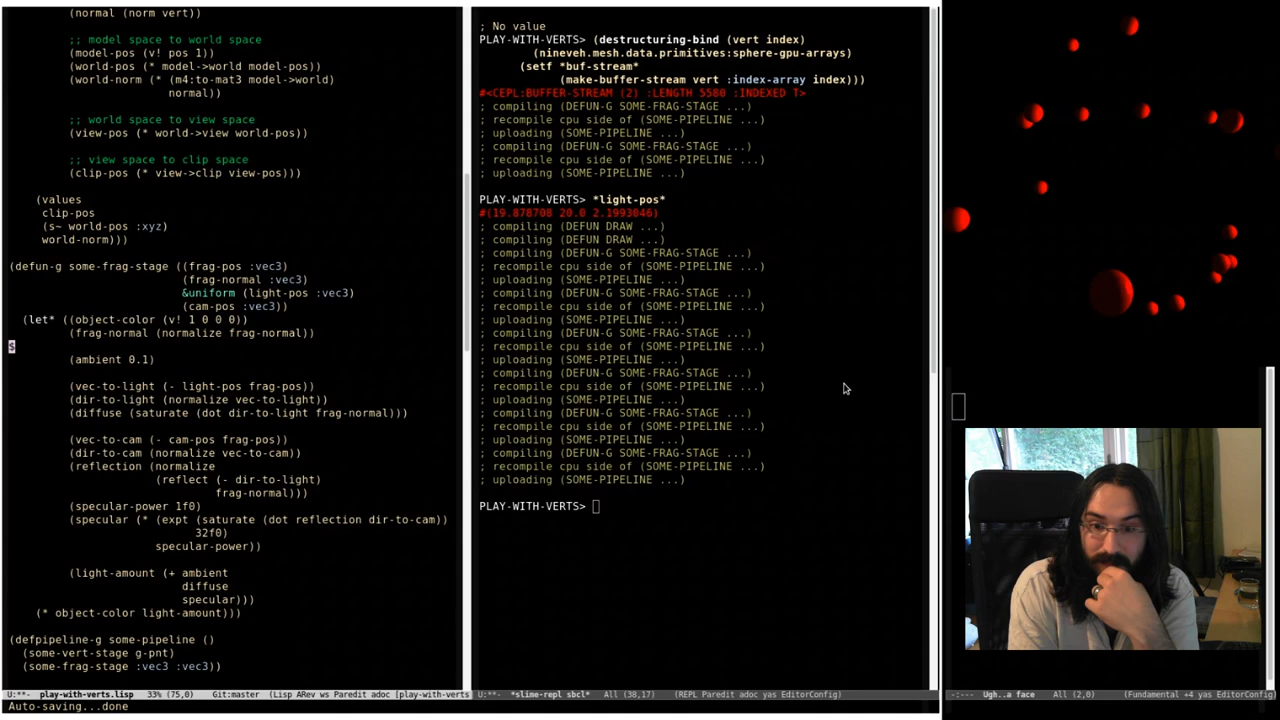 (normal (norm vert))
;; model space to world space
(model-pos (v! pos 1))
(world-pos (* model->world model-pos))
(world-norm (* (m4:to-mat3 model->world)
normal))
;; world space to view space
(view-pos (* world->view world-pos))
;; view space to clip space
(clip-pos (* view->clip view-pos)))
(values
clip-pos
(s~ world-pos :xyz)
world-norm)))
(defun-g some-frag-stage ((frag-pos :vec3)
(frag-normal :vec3)
&uniform (light-pos :vec3)
(cam-pos :vec3))
(let* ((object-color (v! 1 0 0 0))
(frag-normal (normalize frag-normal))
$
(ambient 0.1)
(vec-to-light (- light-pos frag-pos))
(dir-to-light (normalize vec-to-light))
(diffuse (saturate (dot dir-to-light frag-normal)))
(vec-to-cam (- cam-pos frag-pos))
(dir-to-cam (normalize vec-to-cam))
(reflection (normalize
(reflect (- dir-to-light)
frag-normal)))
(specular-power 1f0)
(specular (* (expt (saturate (dot reflection dir-to-cam))
32f0)
specular-power))
(light-amount (+ ambient
diffuse
specular)))
(* object-color light-amount)))
(defpipeline-g some-pipeline ()
(some-vert-stage g-pnt)
(some-frag-stage :vec3 :vec3))
U:**- play-with-verts.lisp 33% (75,0) Git:master (Lisp ARev ws Paredit adoc [play-with-verts
Auto-saving...done
; No value
PLAY-WITH-VERTS> (destructuring-bind (vert index)
(nineveh.mesh.data.primitives:sphere-gpu-arrays)
(setf *buf-stream*
(make-buffer-stream vert :index-array index)))
#<CEPL:BUFFER-STREAM (2) :LENGTH 5580 :INDEXED T>
; compiling (DEFUN-G SOME-FRAG-STAGE ...)
; recompile cpu side of (SOME-PIPELINE ...)
; uploading (SOME-PIPELINE ...)
; compiling (DEFUN-G SOME-FRAG-STAGE ...)
; recompile cpu side of (SOME-PIPELINE ...)
; uploading (SOME-PIPELINE ...)
PLAY-WITH-VERTS> *light-pos*
#(19.878708 20.0 2.1993046)
; compiling (DEFUN DRAW ...)
; compiling (DEFUN DRAW ...)
; compiling (DEFUN-G SOME-FRAG-STAGE ...)
; recompile cpu side of (SOME-PIPELINE ...)
; uploading (SOME-PIPELINE ...)
; compiling (DEFUN-G SOME-FRAG-STAGE ...)
; recompile cpu side of (SOME-PIPELINE ...)
; uploading (SOME-PIPELINE ...)
; compiling (DEFUN-G SOME-FRAG-STAGE ...)
; recompile cpu side of (SOME-PIPELINE ...)
; uploading (SOME-PIPELINE ...)
; compiling (DEFUN-G SOME-FRAG-STAGE ...)
; recompile cpu side of (SOME-PIPELINE ...)
; uploading (SOME-PIPELINE ...)
; compiling (DEFUN-G SOME-FRAG-STAGE ...)
; recompile cpu side of (SOME-PIPELINE ...)
; uploading (SOME-PIPELINE ...)
; compiling (DEFUN-G SOME-FRAG-STAGE ...)
; recompile cpu side of (SOME-PIPELINE ...)
; uploading (SOME-PIPELINE ...)
PLAY-WITH-VERTS>
U:**- *slime-repl sbcl* All (38,17) (REPL Paredit adoc yas EditorConfig)
-:--- Ugh..a face All (2,0) (Fundamental +4 yas EditorConfig)